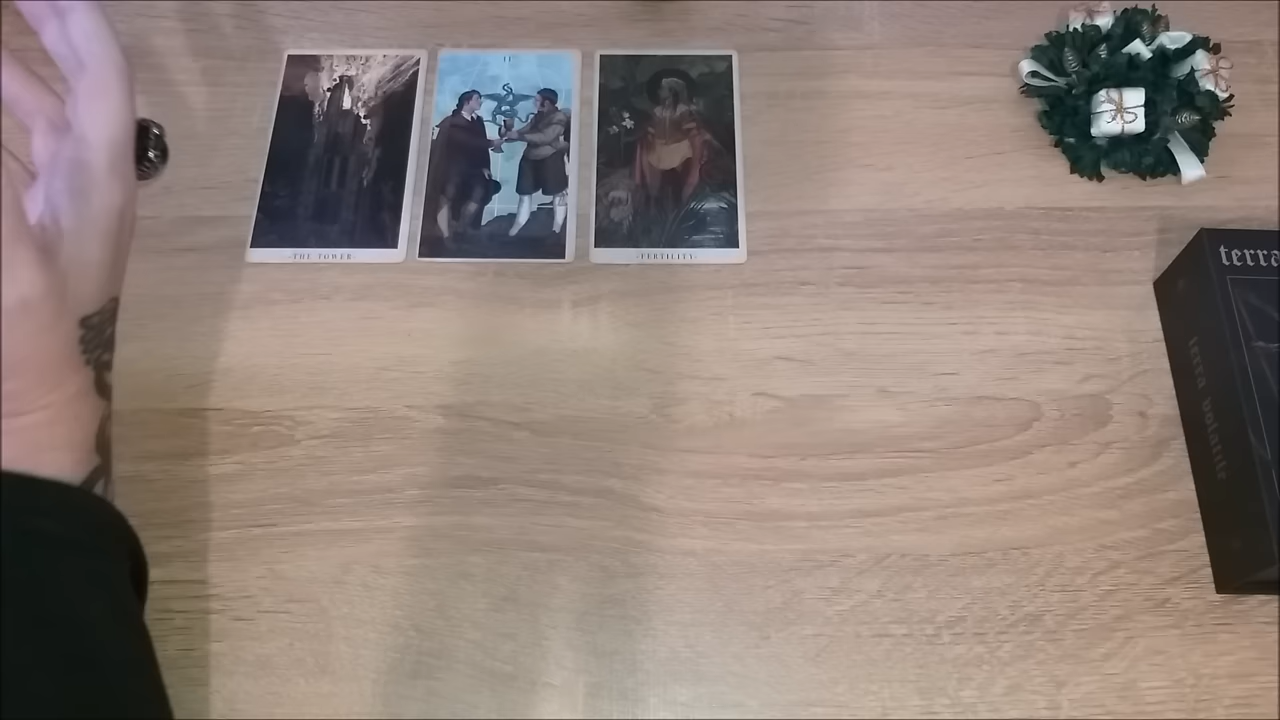 II
·THE TOWER·
·FERTILITY·
terra
terra volatile